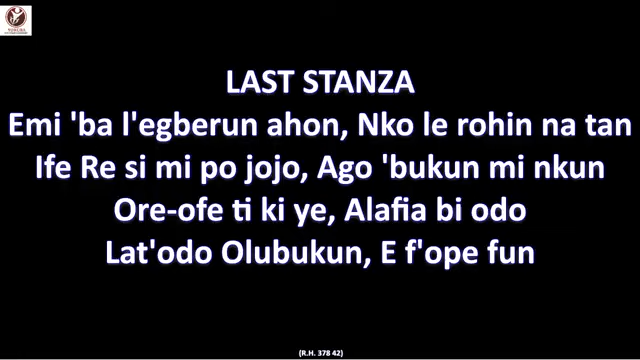 LAST STANZA
Emi 'ba l'egberun ahon, Nko le rohin na tan
Ife Re si mi po jojo, Ago 'bukun mi nkun
Ore-ofe ti ki ye, Alafia bi odo
Lat'odo Olubukun, E f'ope fun
(R.H. 378 42)